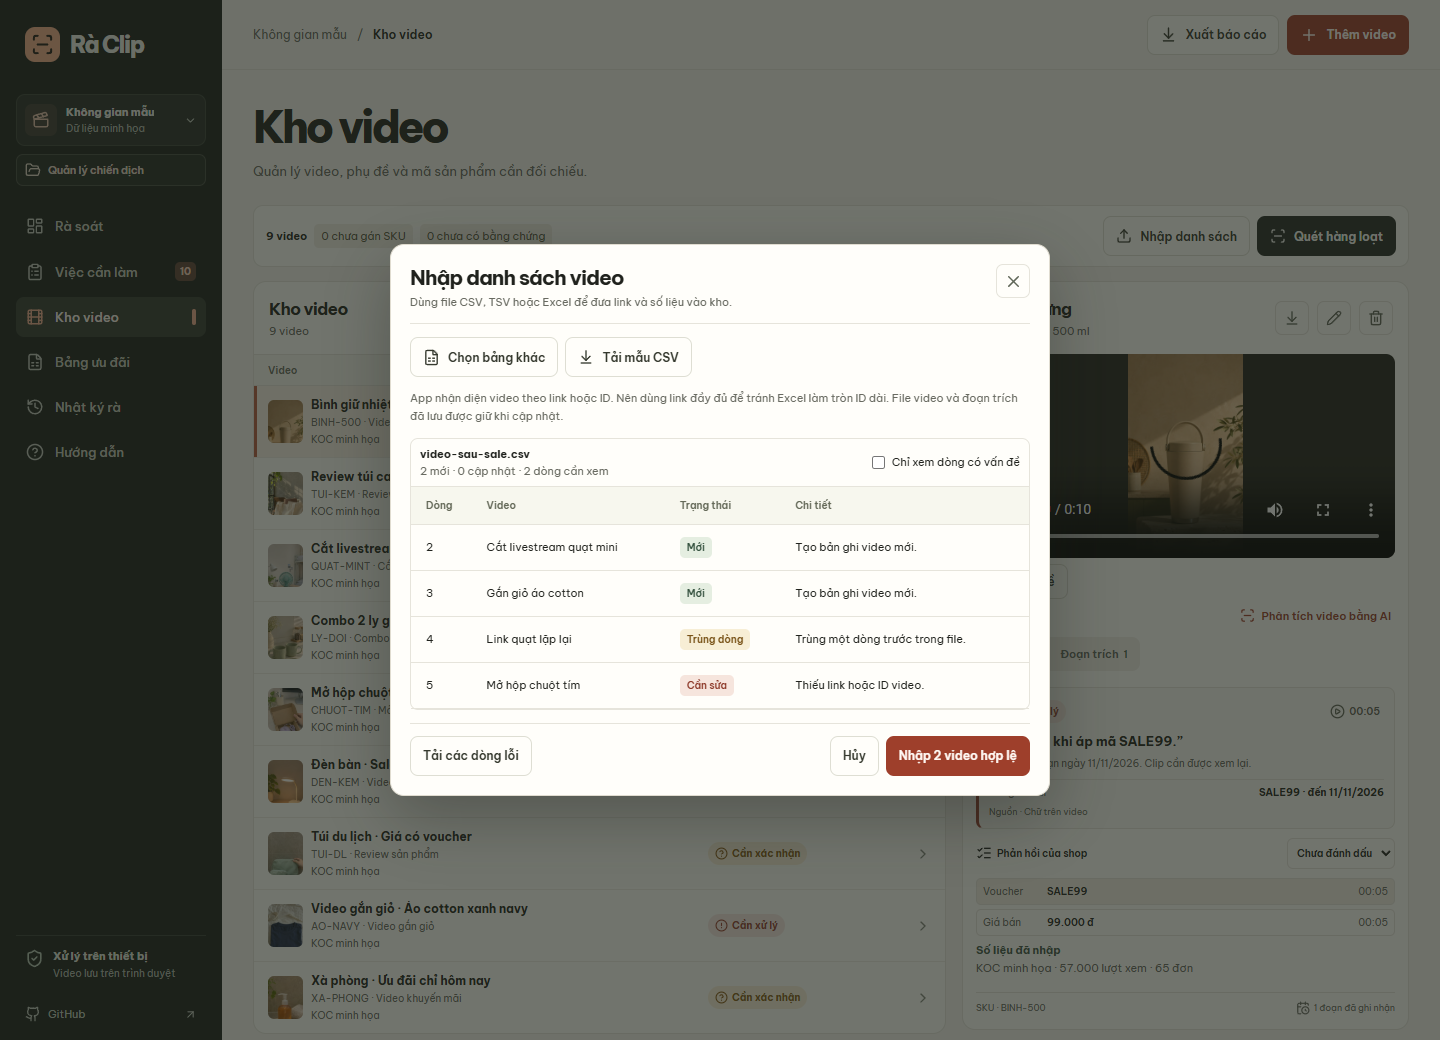 Rà Clip
Không gian mẫu
Dữ liệu minh họa
Quản lý chiến dịch
Rà soát
Việc cần làm
10
Kho video
Bảng ưu đãi
Nhật ký rà
Hướng dẫn
Xử lý trên thiết bị
Video lưu trên trình duyệt
GitHub
Không gian mẫu / Kho video
Xuất báo cáo
Thêm video
Kho video
Quản lý video, phụ đề và mã sản phẩm cần đối chiếu.
9 video
0 chưa gán SKU
0 chưa có bằng chứng
Nhập danh sách
Quét hàng loạt
Kho video
9 video
Video
Bình giữ nhiệt
BINH-500
KOC minh họa
Review túi
TUI-KEM
KOC minh họa
Cắt livestream
QUAT-MINT
KOC minh họa
Combo 2 ly
LY-DOI · Combo
KOC minh họa
Mở hộp chuột
CHUOT-TIM
KOC minh họa
Đèn bàn
DEN-KEM
KOC minh họa
Túi du lịch · Giá có voucher
TUI-DL · Review sản phẩm
KOC minh họa
Cần xác nhận
Video gắn giỏ · Áo cotton xanh navy
AO-NAVY · Video gắn giỏ
KOC minh họa
Cần xử lý
Xà phòng · Ưu đãi chỉ hôm nay
XA-PHONG · Video khuyến mãi
KOC minh họa
Cần xác nhận
Nhập danh sách video
Dùng file CSV, TSV hoặc Excel để đưa link và số liệu vào kho.
Chọn bảng khác
Tải mẫu CSV
App nhận diện video theo link hoặc ID. Nên dùng link đầy đủ để tránh Excel làm tròn ID dài. File video và đoạn trích
đã lưu được giữ khi cập nhật.
video-sau-sale.csv
2 mới · 0 cập nhật · 2 dòng cần xem
Chỉ xem dòng có vấn đề
Dòng Video Trạng thái Chi tiết
2 Cắt livestream quạt mini Mới Tạo bản ghi video mới.
3 Gắn giỏ áo cotton Mới Tạo bản ghi video mới.
4 Link quạt lặp lại Trùng dòng Trùng một dòng trước trong file.
5 Mở hộp chuột tím Cần sửa Thiếu link hoặc ID video.
Tải các dòng lỗi
Hủy
Nhập 2 video hợp lệ
500 ml
/ 0:10
Phân tích video bằng AI
Đoạn trích 1
lý
00:05
khi áp mã SALE99.”
ngày 11/11/2026. Clip cần được xem lại.
SALE99 · đến 11/11/2026
Nguồn · Chữ trên video
Phản hồi của shop
Chưa đánh dấu
Voucher SALE99 00:05
Giá bán 99.000 đ 00:05
Số liệu đã nhập
KOC minh họa · 57.000 lượt xem · 65 đơn
SKU · BINH-500
1 đoạn đã ghi nhận